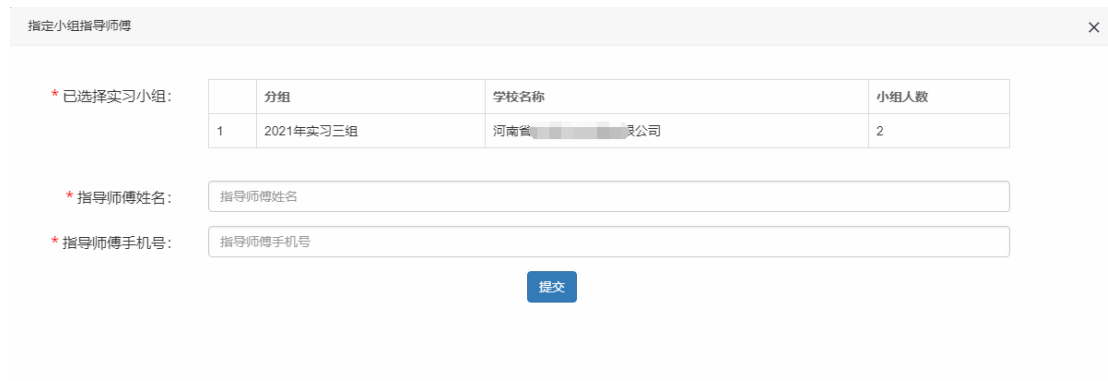 指定小组指导师傅
×
*已选择实习小组：
分组 学校名称 小组人数
1 2021年实习三组 河南省 限公司 2
*指导师傅姓名： 指导师傅姓名
*指导师傅手机号： 指导师傅手机号
提交